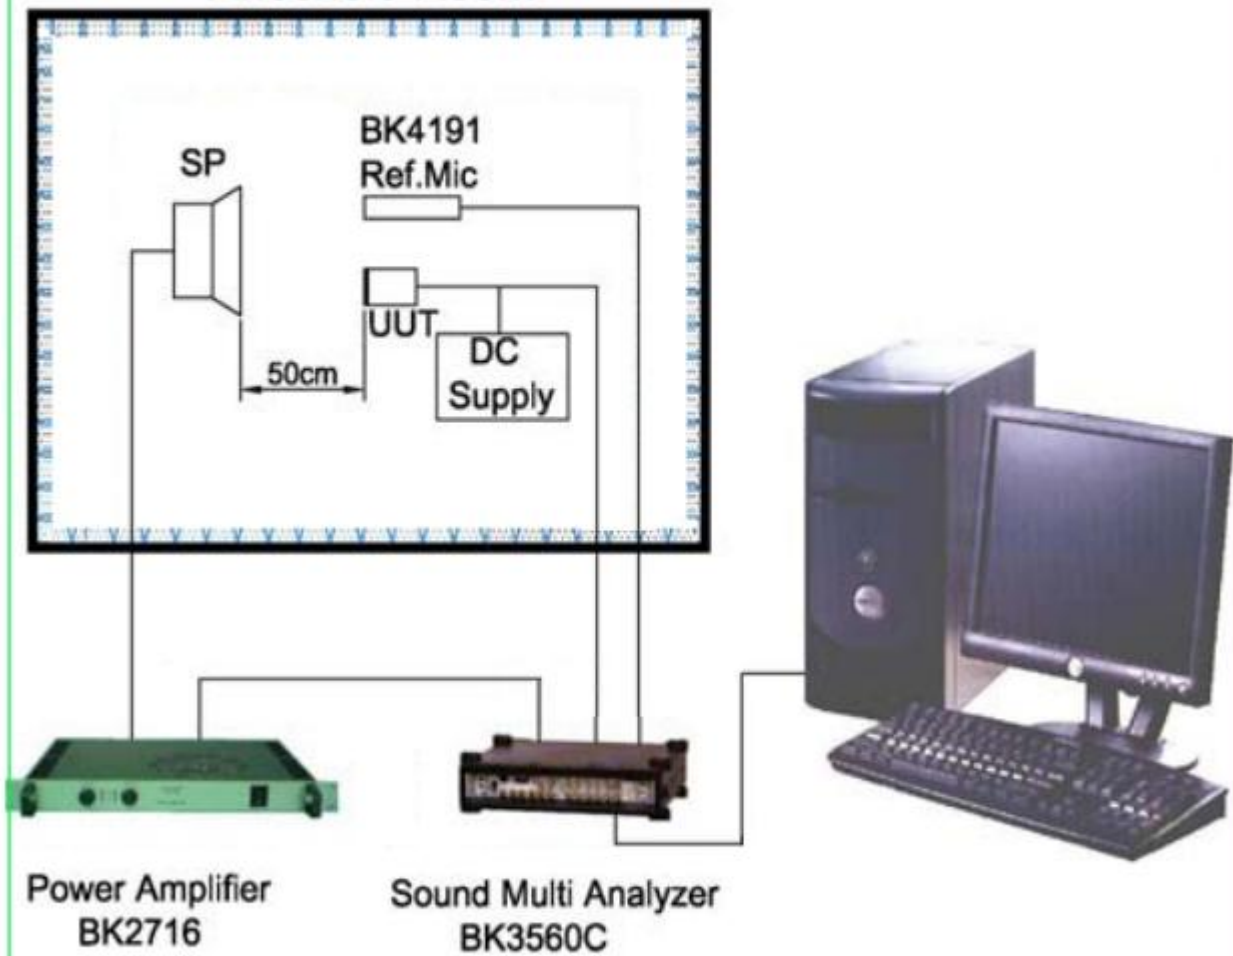 BK4191
SP
Ref.Mic
UUT
50cm
DC
Supply
Power Amplifier
BK2716
Sound Multi Analyzer
BK3560C